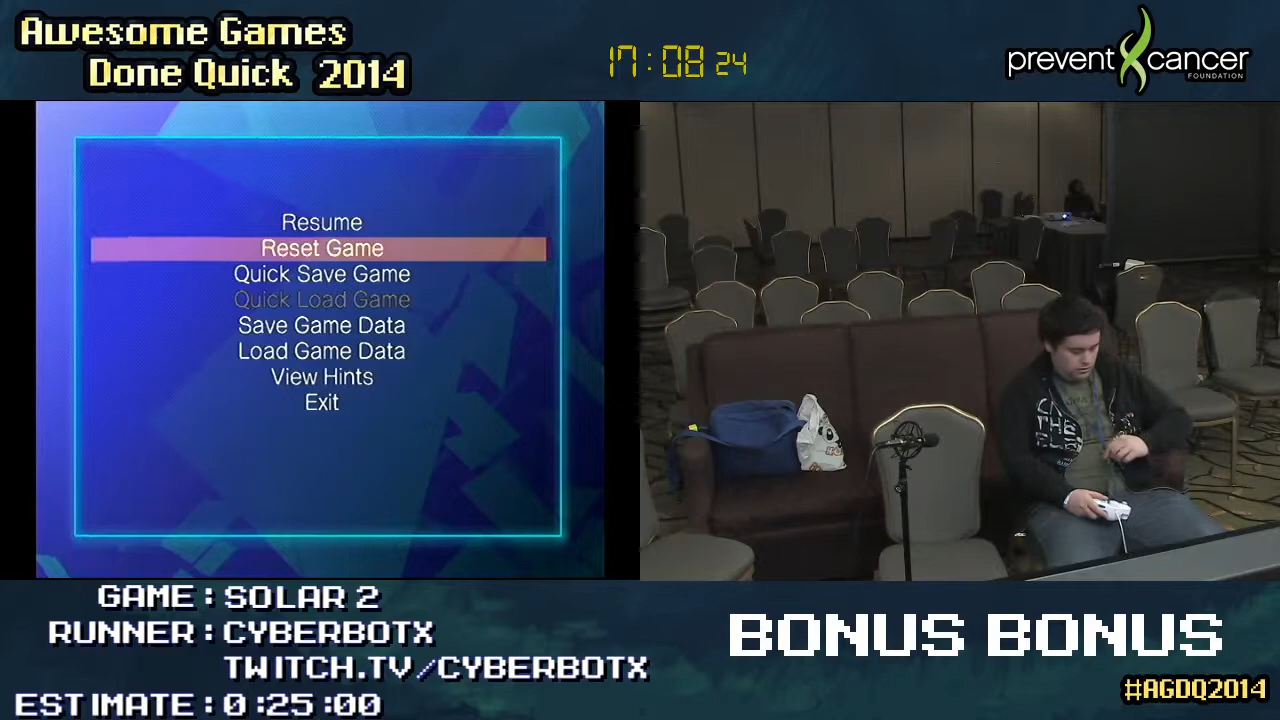 Awesome Games
Done Quick 2014
17:08 24
prevent cancer
FOUNDATION
Resume
Reset Game
Quick Save Game
Quick Load Game
Save Game Data
Load Game Data
View Hints
Exit
THE
GAME : SOLAR 2
RUNNER : CYBERBOTX
TWITCH.TV/CYBERBOTX
ESTIMATE : 0:25:00
BONUS BONUS
#AGDQ2014